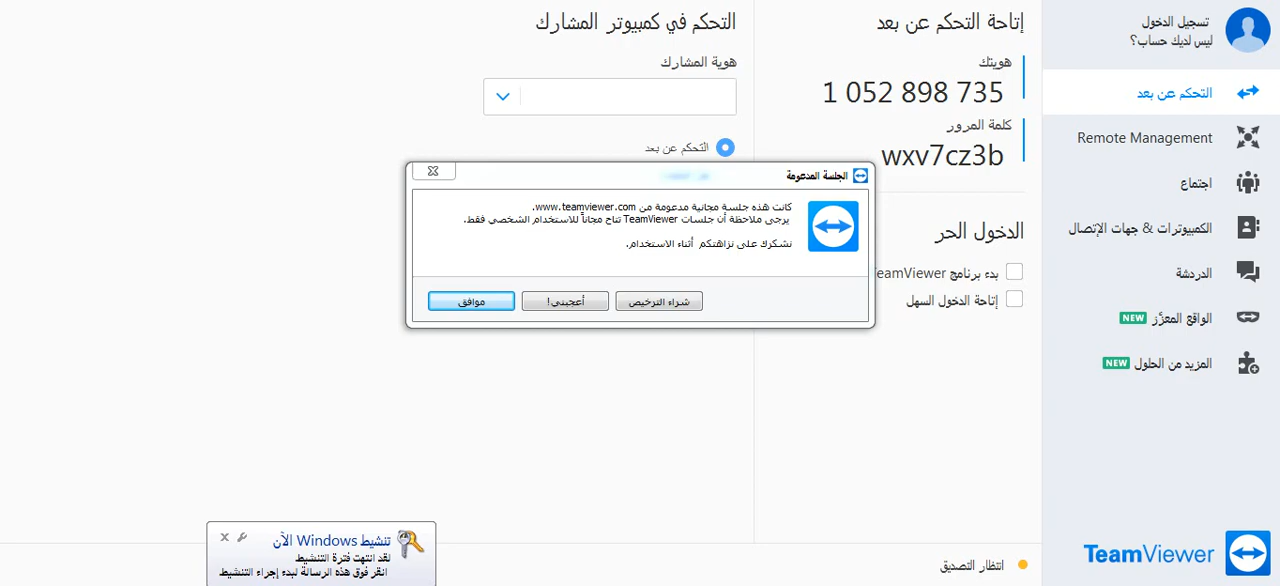 تسجيل الدخول
ليس لديك حساب؟
التحكم عن بعد
Remote Management
اجتماع
الكمبيوترات & جهات الإتصال
الدردشة
الواقع المعزّز NEW
المزيد من الحلول NEW
TeamViewer
إتاحة التحكم عن بعد
هويتك
1 052 898 735
كلمة المرور
wxv7cz3b
الدخول الحر
بدء برنامج TeamViewer
إتاحة الدخول السهل
انتظار التصديق
التحكم في كمبيوتر المشارك
هوية المشارك
التحكم عن بعد
الجلسة المدعومة
كانت هذه جلسة مجانية مدعومة من www.teamviewer.com.
يرجى ملاحظة أن جلسات TeamViewer تتاح مجاناً للاستخدام الشخصي فقط.
نشكرك على نزاهتكم أثناء الاستخدام.
شراء الترخيص
أعجبني!
موافق
تنشيط Windows الآن
لقد انتهت فترة التنشيط
انقر فوق هذه الرسالة لبدء إجراء التنشيط